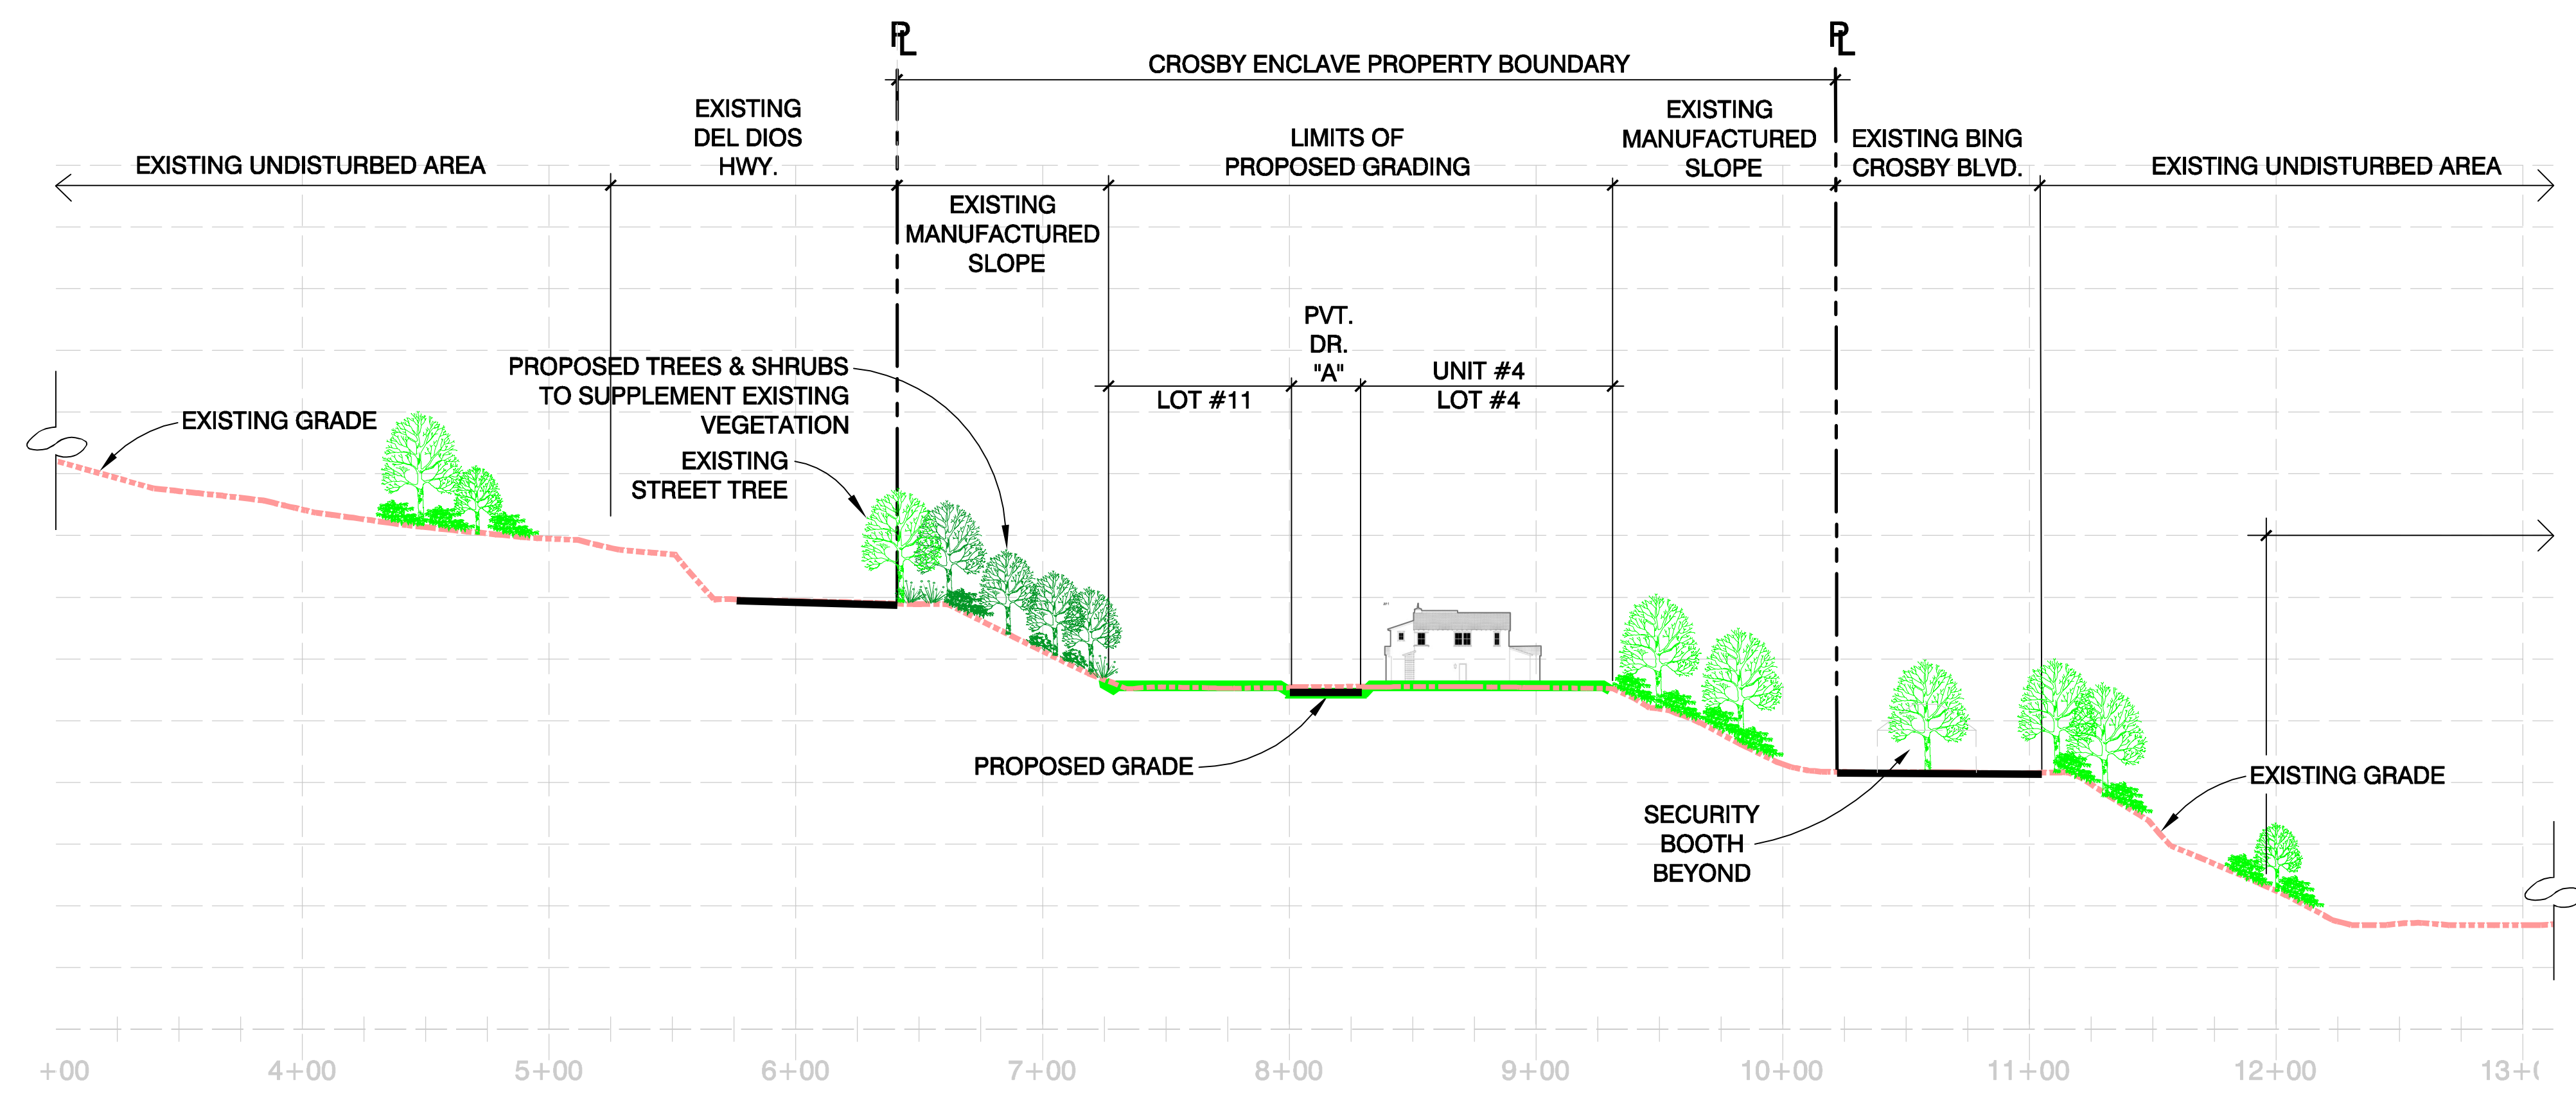 PL
PL
CROSBY ENCLAVE PROPERTY BOUNDARY
EXISTING UNDISTURBED AREA
EXISTING
DEL DIOS
HWY.
EXISTING
MANUFACTURED
SLOPE
LIMITS OF
PROPOSED GRADING
EXISTING
MANUFACTURED
SLOPE
EXISTING BING
CROSBY BLVD.
EXISTING UNDISTURBED AREA
PVT.
DR.
"A"
LOT #11
UNIT #4
LOT #4
PROPOSED TREES & SHRUBS
TO SUPPLEMENT EXISTING
VEGETATION
EXISTING GRADE
EXISTING
STREET TREE
PROPOSED GRADE
SECURITY
BOOTH
BEYOND
EXISTING GRADE
+00
4+00
5+00
6+00
7+00
8+00
9+00
10+00
11+00
12+00
13+0